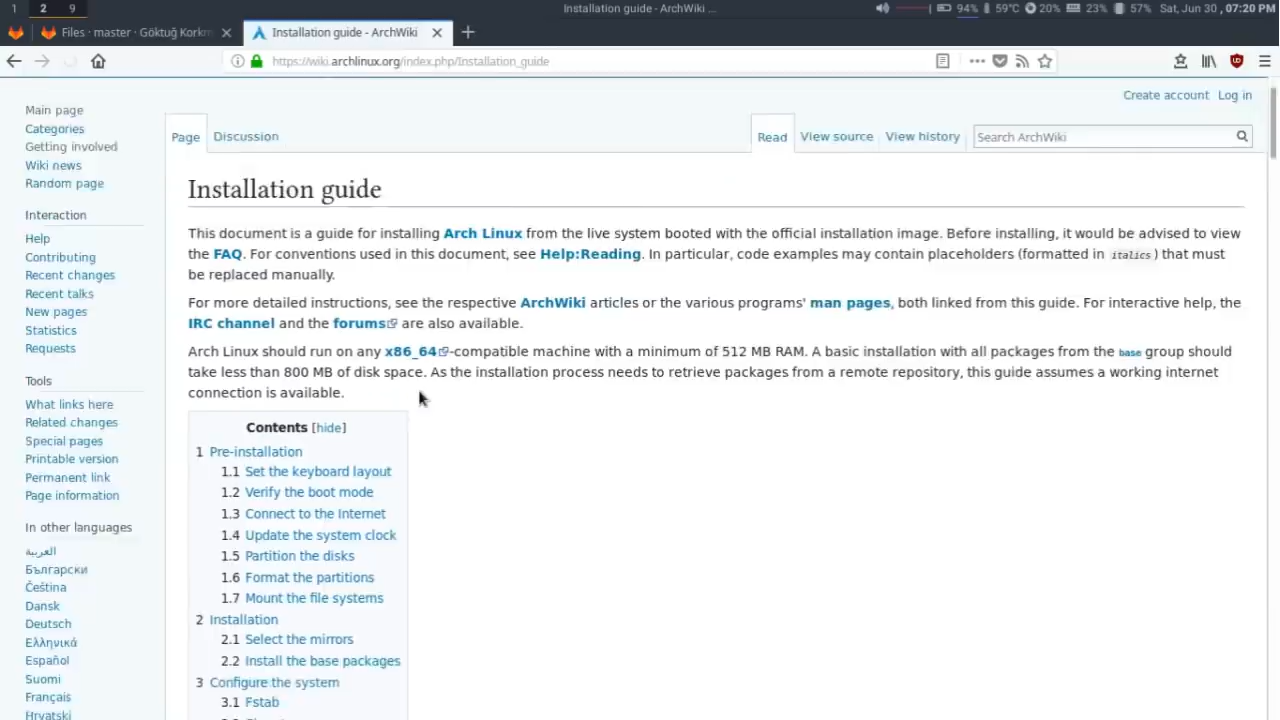 1 2 9 Installation guide - ArchWiki ... 94% 59°C 20% 23% 57% Sat, Jun 30 , 07:20 PM
Files · master · Göktuğ Korkm
Installation guide - ArchWiki
https://wiki.archlinux.org/index.php/Installation_guide
Create account Log in
Page Discussion Read View source View history Search ArchWiki
Main page
Categories
Getting involved
Wiki news
Random page
Interaction
Help
Contributing
Recent changes
Recent talks
New pages
Statistics
Requests
Tools
What links here
Related changes
Special pages
Printable version
Permanent link
Page information
In other languages
العربية
Български
Čeština
Dansk
Deutsch
Ελληνικά
Español
Suomi
Français
Hrvatski
Installation guide
This document is a guide for installing Arch Linux from the live system booted with the official installation image. Before installing, it would be advised to view
the FAQ. For conventions used in this document, see Help:Reading. In particular, code examples may contain placeholders (formatted in italics) that must
be replaced manually.
For more detailed instructions, see the respective ArchWiki articles or the various programs' man pages, both linked from this guide. For interactive help, the
IRC channel and the forums are also available.
Arch Linux should run on any x86_64-compatible machine with a minimum of 512 MB RAM. A basic installation with all packages from the base group should
take less than 800 MB of disk space. As the installation process needs to retrieve packages from a remote repository, this guide assumes a working internet
connection is available.
Contents [hide]
1 Pre-installation
1.1 Set the keyboard layout
1.2 Verify the boot mode
1.3 Connect to the Internet
1.4 Update the system clock
1.5 Partition the disks
1.6 Format the partitions
1.7 Mount the file systems
2 Installation
2.1 Select the mirrors
2.2 Install the base packages
3 Configure the system
3.1 Fstab